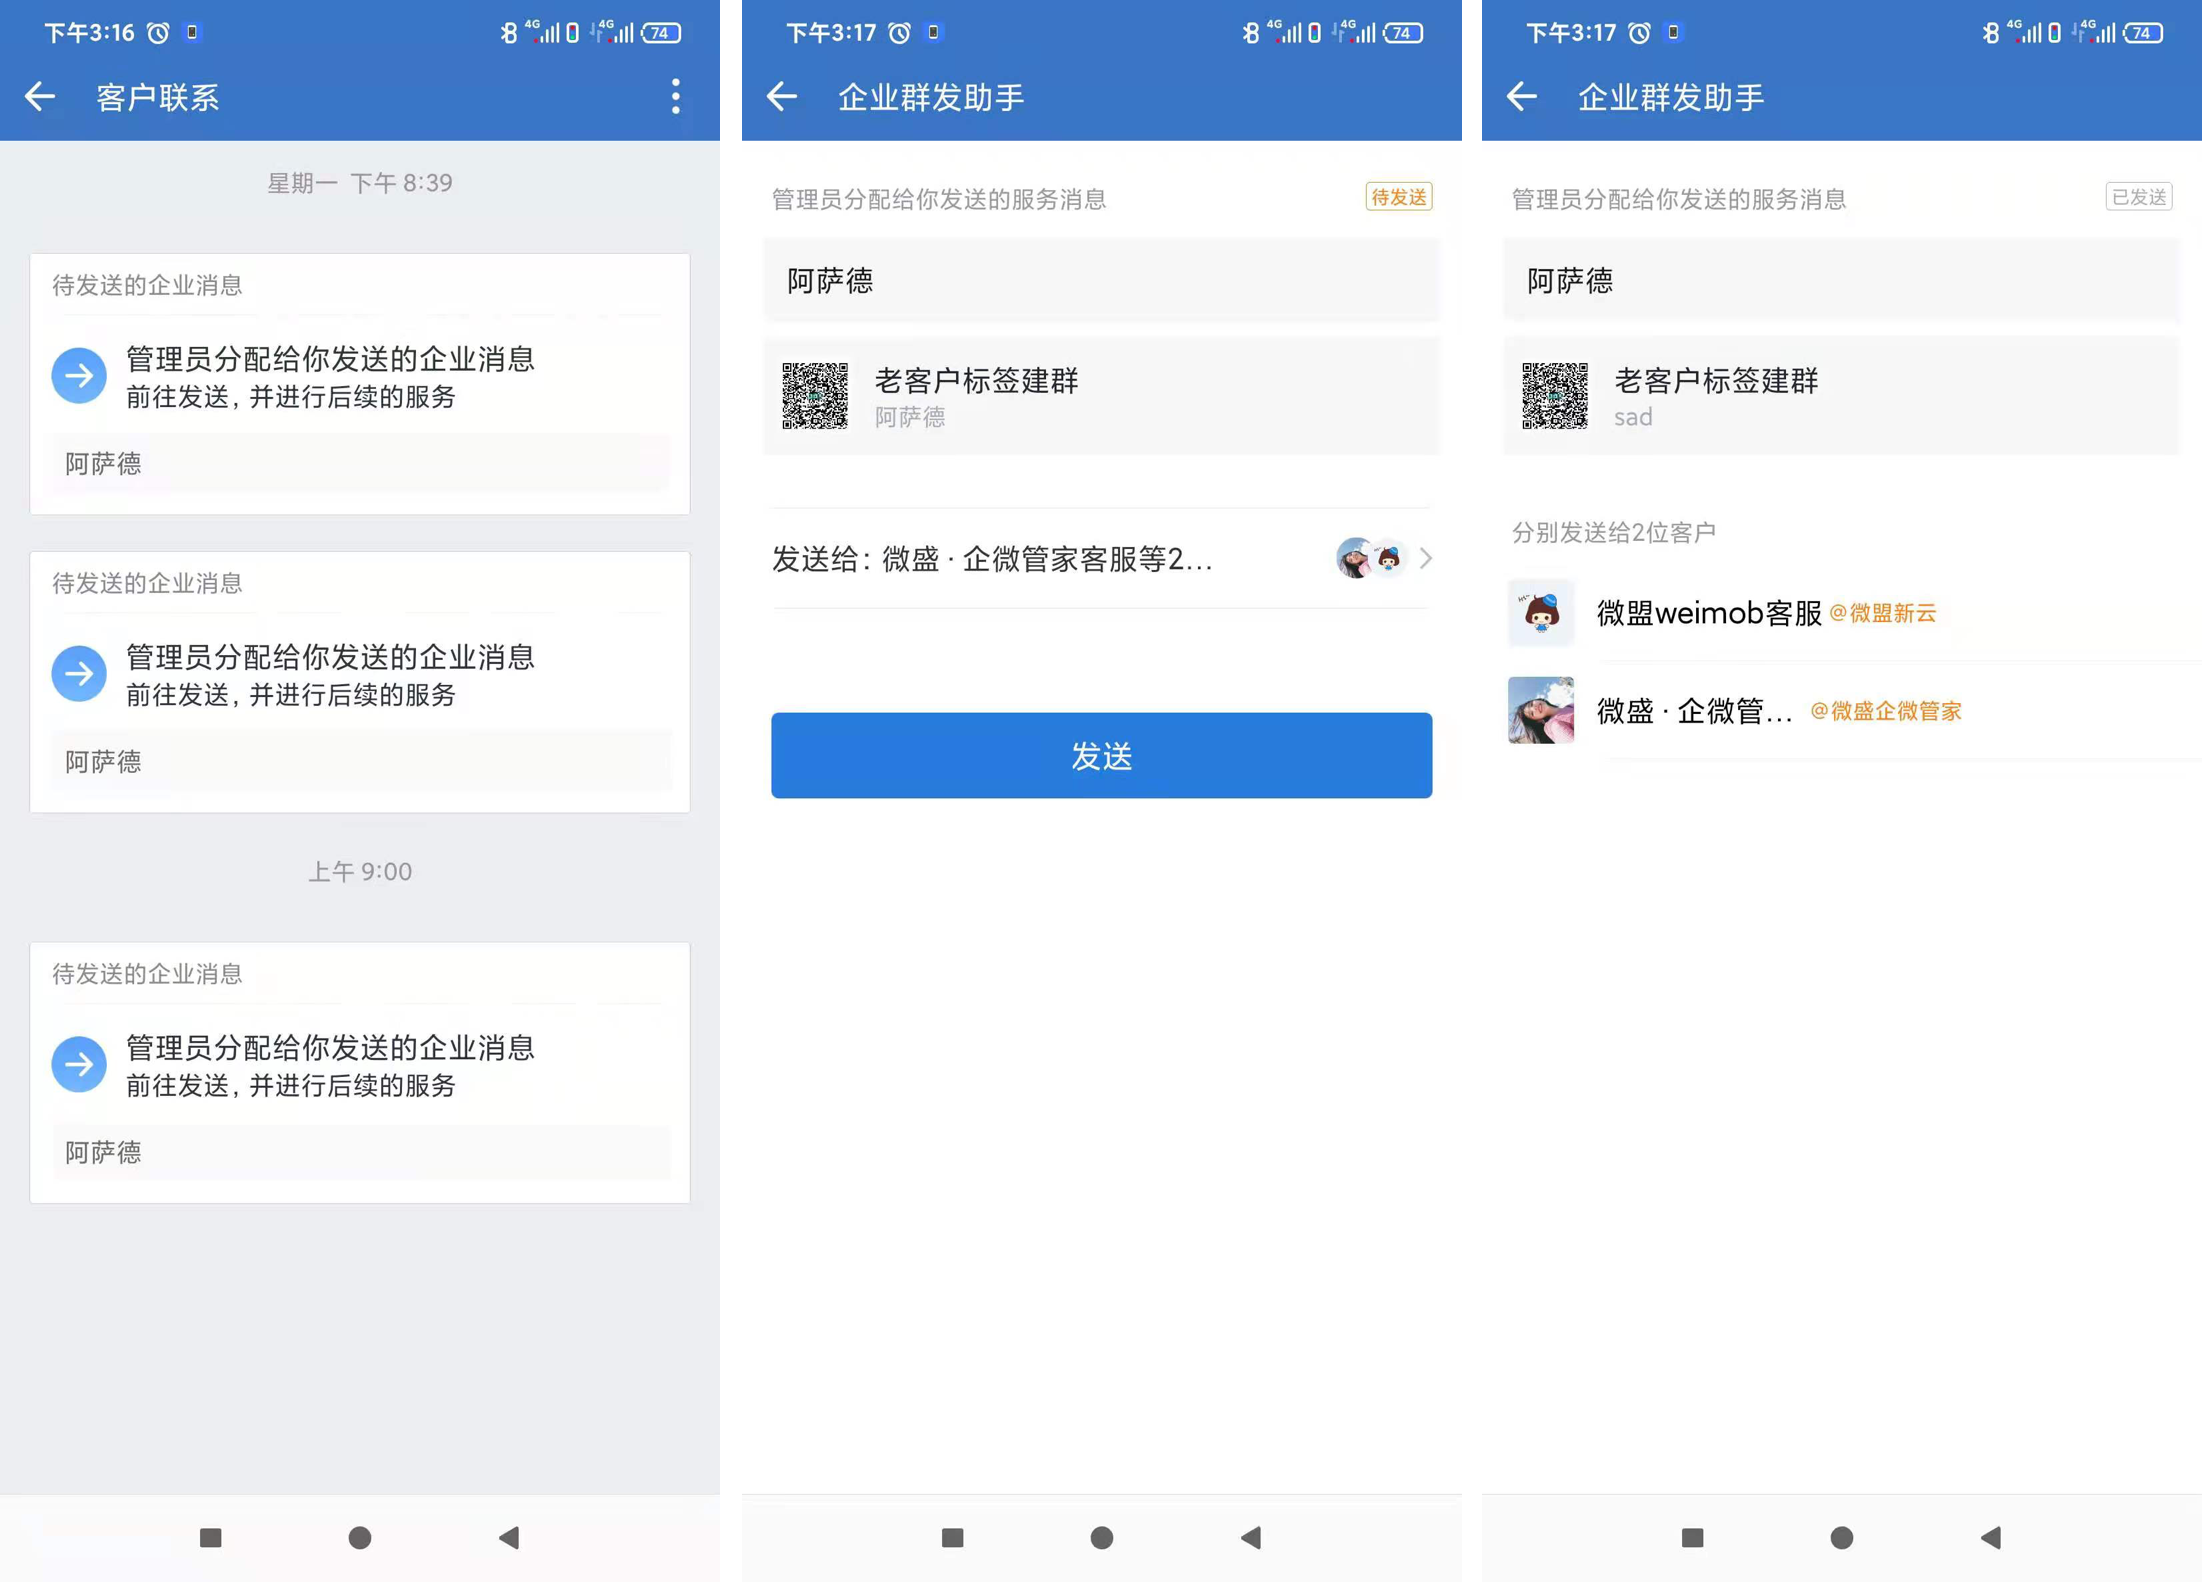 下午3:16
4G
4G
74
客户联系
星期一 下午 8:39
待发送的企业消息
管理员分配给你发送的企业消息
前往发送，并进行后续的服务
阿萨德
待发送的企业消息
管理员分配给你发送的企业消息
前往发送，并进行后续的服务
阿萨德
上午 9:00
待发送的企业消息
管理员分配给你发送的企业消息
前往发送，并进行后续的服务
阿萨德
下午3:17
4G
4G
74
企业群发助手
管理员分配给你发送的服务消息
待发送
阿萨德
老客户标签建群
阿萨德
发送给：微盛 · 企微管家客服等2...
发送
下午3:17
4G
4G
74
企业群发助手
管理员分配给你发送的服务消息
已发送
阿萨德
老客户标签建群
sad
分别发送给2位客户
微盟weimob客服 @微盟新云
微盛 · 企微管... @微盛企微管家